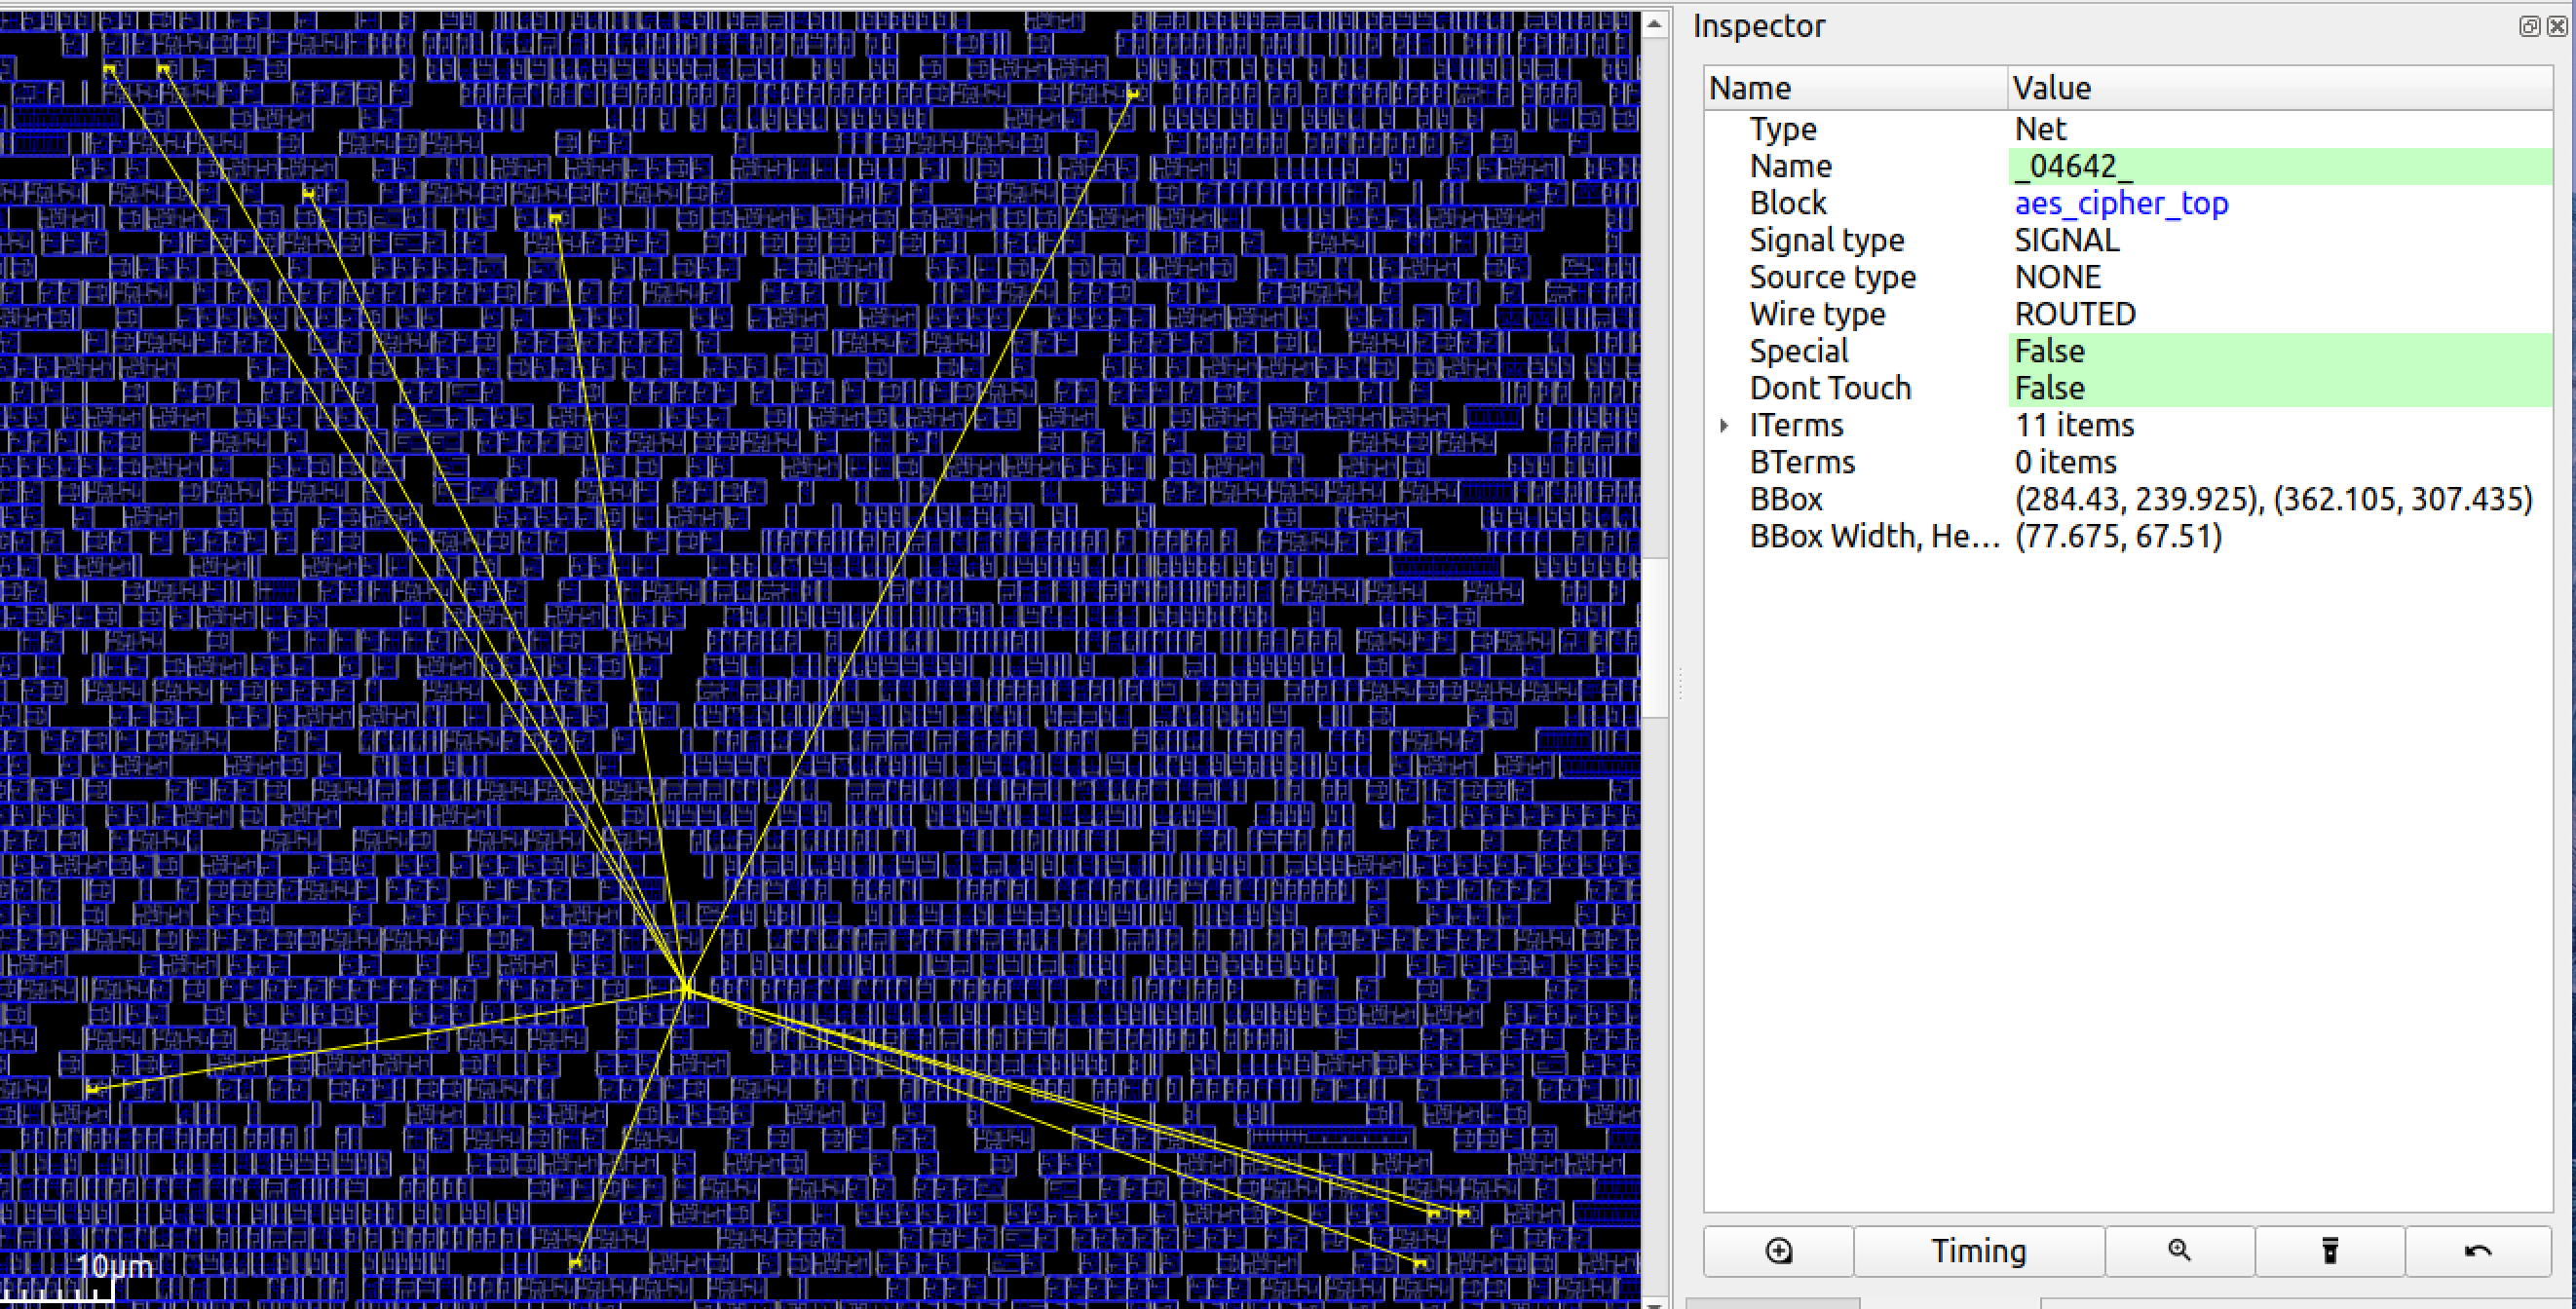 Inspector
Name Value
Type Net
Name _04642_
Block aes_cipher_top
Signal type SIGNAL
Source type NONE
Wire type ROUTED
Special False
Dont Touch False
ITerms 11 items
BTerms 0 items
BBox (284.43, 239.925), (362.105, 307.435)
BBox Width, He... (77.675, 67.51)
10μm
Timing